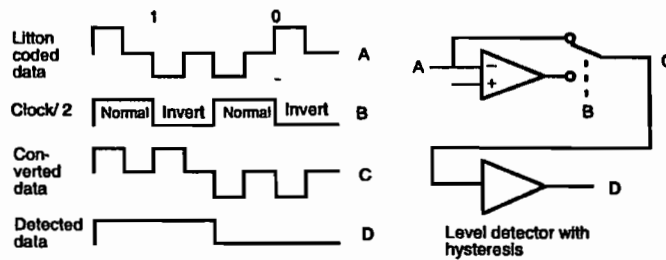 1 0
Litton
coded
data
A
Clock/ 2
Normal Invert Normal Invert
B
Con-
verted
data
C
Detected
data
D
A
−
+
B
C
D
Level detector with
hysteresis